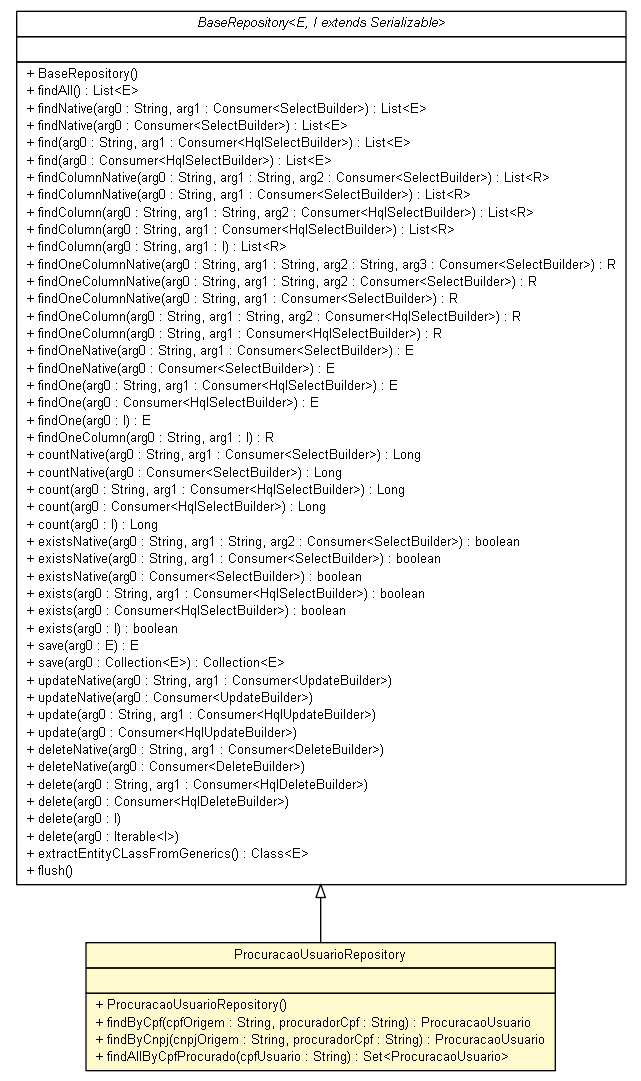 BaseRepository<E, I extends Serializable>
+ BaseRepository()
+ findAll() : List<E>
+ findNative(arg0 : String, arg1 : Consumer<SelectBuilder>) : List<E>
+ findNative(arg0 : Consumer<SelectBuilder>) : List<E>
+ find(arg0 : String, arg1 : Consumer<HqlSelectBuilder>) : List<E>
+ find(arg0 : Consumer<HqlSelectBuilder>) : List<E>
+ findColumnNative(arg0 : String, arg1 : String, arg2 : Consumer<SelectBuilder>) : List<R>
+ findColumnNative(arg0 : String, arg1 : Consumer<SelectBuilder>) : List<R>
+ findColumn(arg0 : String, arg1 : String, arg2 : Consumer<HqlSelectBuilder>) : List<R>
+ findColumn(arg0 : String, arg1 : Consumer<HqlSelectBuilder>) : List<R>
+ findColumn(arg0 : String, arg1 : I) : List<R>
+ findOneColumnNative(arg0 : String, arg1 : String, arg2 : String, arg3 : Consumer<SelectBuilder>) : R
+ findOneColumnNative(arg0 : String, arg1 : String, arg2 : Consumer<SelectBuilder>) : R
+ findOneColumnNative(arg0 : String, arg1 : Consumer<SelectBuilder>) : R
+ findOneColumn(arg0 : String, arg1 : String, arg2 : Consumer<HqlSelectBuilder>) : R
+ findOneColumn(arg0 : String, arg1 : Consumer<HqlSelectBuilder>) : R
+ findOneNative(arg0 : String, arg1 : Consumer<SelectBuilder>) : E
+ findOneNative(arg0 : Consumer<SelectBuilder>) : E
+ findOne(arg0 : String, arg1 : Consumer<HqlSelectBuilder>) : E
+ findOne(arg0 : Consumer<HqlSelectBuilder>) : E
+ findOne(arg0 : I) : E
+ findOneColumn(arg0 : String, arg1 : I) : R
+ countNative(arg0 : String, arg1 : Consumer<SelectBuilder>) : Long
+ countNative(arg0 : Consumer<SelectBuilder>) : Long
+ count(arg0 : String, arg1 : Consumer<HqlSelectBuilder>) : Long
+ count(arg0 : Consumer<HqlSelectBuilder>) : Long
+ count(arg0 : I) : Long
+ existsNative(arg0 : String, arg1 : String, arg2 : Consumer<SelectBuilder>) : boolean
+ existsNative(arg0 : String, arg1 : Consumer<SelectBuilder>) : boolean
+ existsNative(arg0 : Consumer<SelectBuilder>) : boolean
+ exists(arg0 : String, arg1 : Consumer<HqlSelectBuilder>) : boolean
+ exists(arg0 : Consumer<HqlSelectBuilder>) : boolean
+ exists(arg0 : I) : boolean
+ save(arg0 : E) : E
+ save(arg0 : Collection<E>) : Collection<E>
+ updateNative(arg0 : String, arg1 : Consumer<UpdateBuilder>)
+ updateNative(arg0 : Consumer<UpdateBuilder>)
+ update(arg0 : String, arg1 : Consumer<HqlUpdateBuilder>)
+ update(arg0 : Consumer<HqlUpdateBuilder>)
+ deleteNative(arg0 : String, arg1 : Consumer<DeleteBuilder>)
+ deleteNative(arg0 : Consumer<DeleteBuilder>)
+ delete(arg0 : String, arg1 : Consumer<HqlDeleteBuilder>)
+ delete(arg0 : Consumer<HqlDeleteBuilder>)
+ delete(arg0 : I)
+ delete(arg0 : Iterable<I>)
+ extractEntityCLassFromGenerics() : Class<E>
+ flush()
ProcuracaoUsuarioRepository
+ ProcuracaoUsuarioRepository()
+ findByCpf(cpfOrigem : String, procuradorCpf : String) : ProcuracaoUsuario
+ findByCnpj(cnpjOrigem : String, procuradorCpf : String) : ProcuracaoUsuario
+ findAllByCpfProcurado(cpfUsuario : String) : Set<ProcuracaoUsuario>